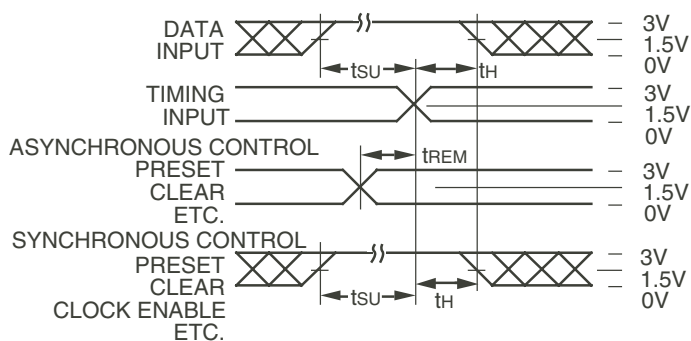 DATA
INPUT
3V
1.5V
0V
tSU
tH
TIMING
INPUT
3V
1.5V
0V
ASYNCHRONOUS CONTROL
tREM
PRESET
CLEAR
ETC.
3V
1.5V
0V
SYNCHRONOUS CONTROL
PRESET
CLEAR
CLOCK ENABLE
ETC.
3V
1.5V
0V
tSU
tH